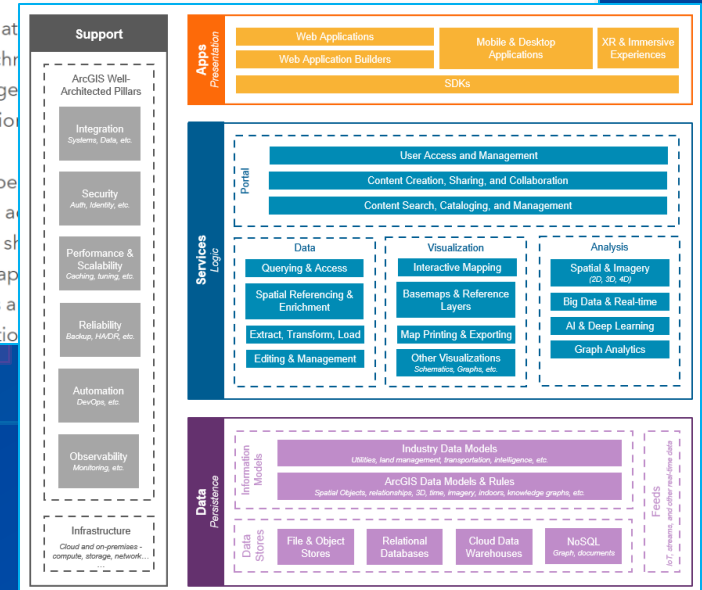 Support
ArcGIS Well-
Architected Pillars
Integration
Systems, Data, etc.
Security
Auth, Identity, etc.
Performance &
Scalability
Caching, tuning, etc.
Reliability
Backup, HA/DR, etc.
Automation
DevOps, etc.
Observability
Monitoring, etc
Infrastructure
Cloud and on-premises -
compute, storage, network…
…
Apps
Presentation
Web Applications
Web Application Builders
Mobile & Desktop
Applications
XR & Immersive
Experiences
SDKs
Services
Logic
Portal
User Access and Management
Content Creation, Sharing, and Collaboration
Content Search, Cataloging, and Management
Data
Querying & Access
Spatial Referencing &
Enrichment
Extract, Transform, Load
Editing & Management
Visualization
Interactive Mapping
Basemaps & Reference
Layers
Map Printing & Exporting
Other Visualizations
Schematics, Graphs, etc.
Analysis
Spatial & Imagery
(2D, 3D, 4D)
Big Data & Real-time
AI & Deep Learning
Graph Analytics
Data
Persistence
Information
Models
Industry Data Models
Utilities, land management, transportation, intelligence, etc
ArcGIS Data Models & Rules
Spatial Objects, relationships, 3D, time, imagery, indoors, knowledge graphs, etc.
Data
Stores
File & Object
Stores
Relational
Databases
Cloud Data
Warehouses
NoSQL
Graph, documents
Feeds
IoT, streams, and other real-time data